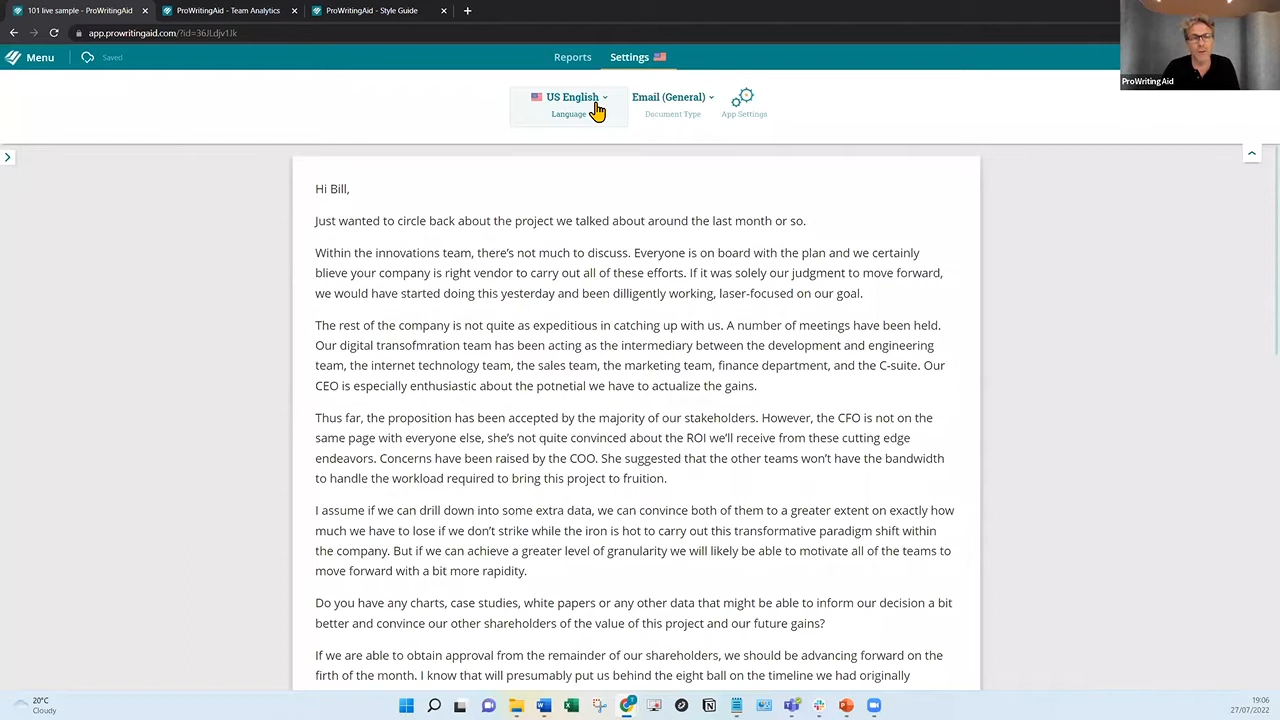 101 live sample - ProWritingAid
ProWritingAid - Team Analytics
ProWritingAid - Style Guide
app.prowritingaid.com/?id=36JLdjv1Jk
Menu
Saved
Reports
Settings
ProWriting Aid
US English
Email (General)
Language
Document Type
App Settings
Hi Bill,
Just wanted to circle back about the project we talked about around the last month or so.
Within the innovations team, there's not much to discuss. Everyone is on board with the plan and we certainly
blieve your company is right vendor to carry out all of these efforts. If it was solely our judgment to move forward,
we would have started doing this yesterday and been dilligently working, laser-focused on our goal.
The rest of the company is not quite as expeditious in catching up with us. A number of meetings have been held.
Our digital transofmration team has been acting as the intermediary between the development and engineering
team, the internet technology team, the sales team, the marketing team, finance department, and the C-suite. Our
CEO is especially enthusiastic about the potnetial we have to actualize the gains.
Thus far, the proposition has been accepted by the majority of our stakeholders. However, the CFO is not on the
same page with everyone else, she's not quite convinced about the ROI we'll receive from these cutting edge
endeavors. Concerns have been raised by the COO. She suggested that the other teams won't have the bandwidth
to handle the workload required to bring this project to fruition.
I assume if we can drill down into some extra data, we can convince both of them to a greater extent on exactly how
much we have to lose if we don't strike while the iron is hot to carry out this transformative paradigm shift within
the company. But if we can achieve a greater level of granularity we will likely be able to motivate all of the teams to
move forward with a bit more rapidity.
Do you have any charts, case studies, white papers or any other data that might be able to inform our decision a bit
better and convince our other shareholders of the value of this project and our future gains?
If we are able to obtain approval from the remainder of our shareholders, we should be advancing forward on the
firth of the month. I know that will presumably put us behind the eight ball on the timeline we had originally
20°C
Cloudy
19:06
27/07/2022